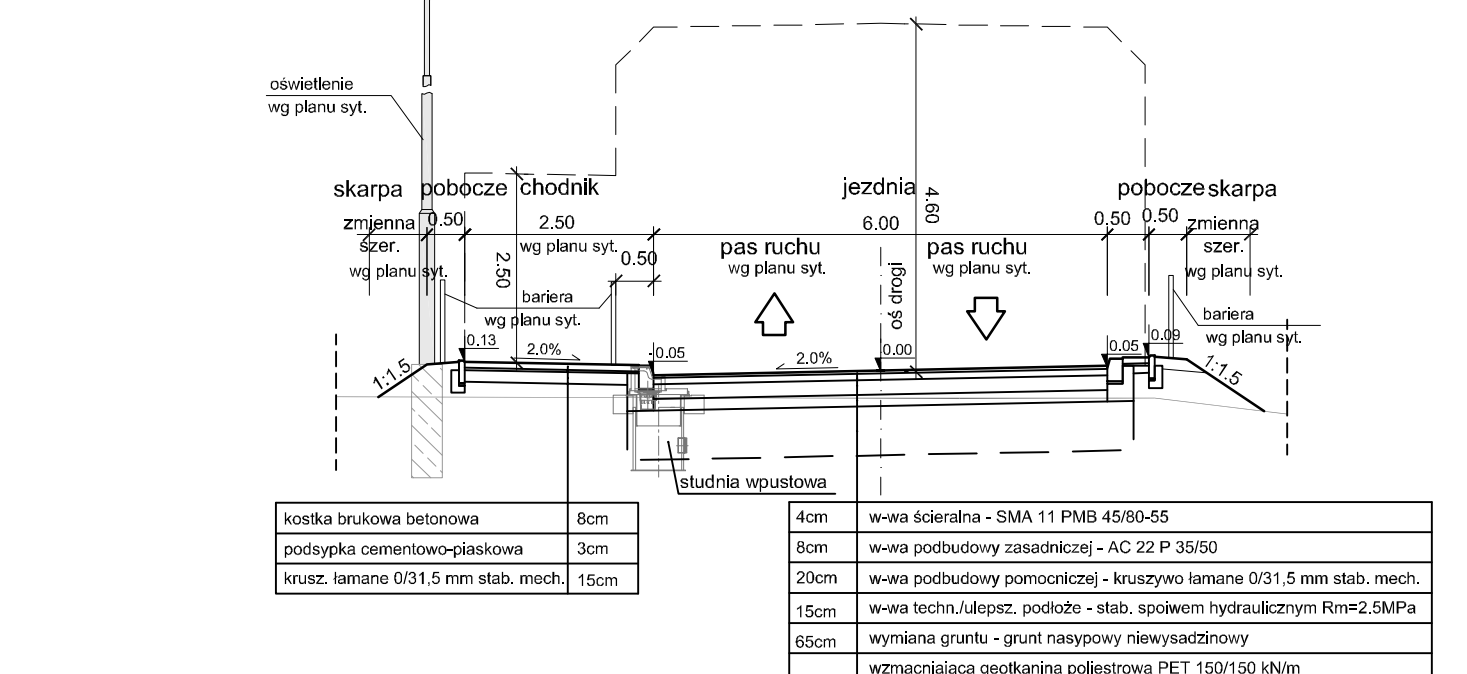 oświetlenie
wg planu syt.
skarpa pobocze chodnik jezdnia pobocze skarpa
4.60
zmienna 0.50 2.50 6.00 0.50 0.50 zmienna
szer. wg planu syt. szer.
wg planu syt. wg planu syt.
2.50
0.50
pas ruchu pas ruchu
wg planu syt. wg planu syt.
oś drogi
bariera
wg planu syt.
bariera
wg planu syt.
0.13 2.0% -0.05 2.0% 0.00 0.05 0.09
1:1.5 1:1.5
studnia wpustowa
kostka brukowa betonowa 8cm
podsypka cementowo-piaskowa 3cm
krusz. łamane 0/31,5 mm stab. mech. 15cm
4cm w-wa ścieralna - SMA 11 PMB 45/80-55
8cm w-wa podbudowy zasadniczej - AC 22 P 35/50
20cm w-wa podbudowy pomocniczej - kruszywo łamane 0/31,5 mm stab. mech.
15cm w-wa techn./ulepsz. podłoże - stab. spoiwem hydraulicznym Rm=2.5MPa
65cm wymiana gruntu - grunt nasypowy niewysadzinowy
wzmacniająca geotkanina poliestrowa PET 150/150 kN/m